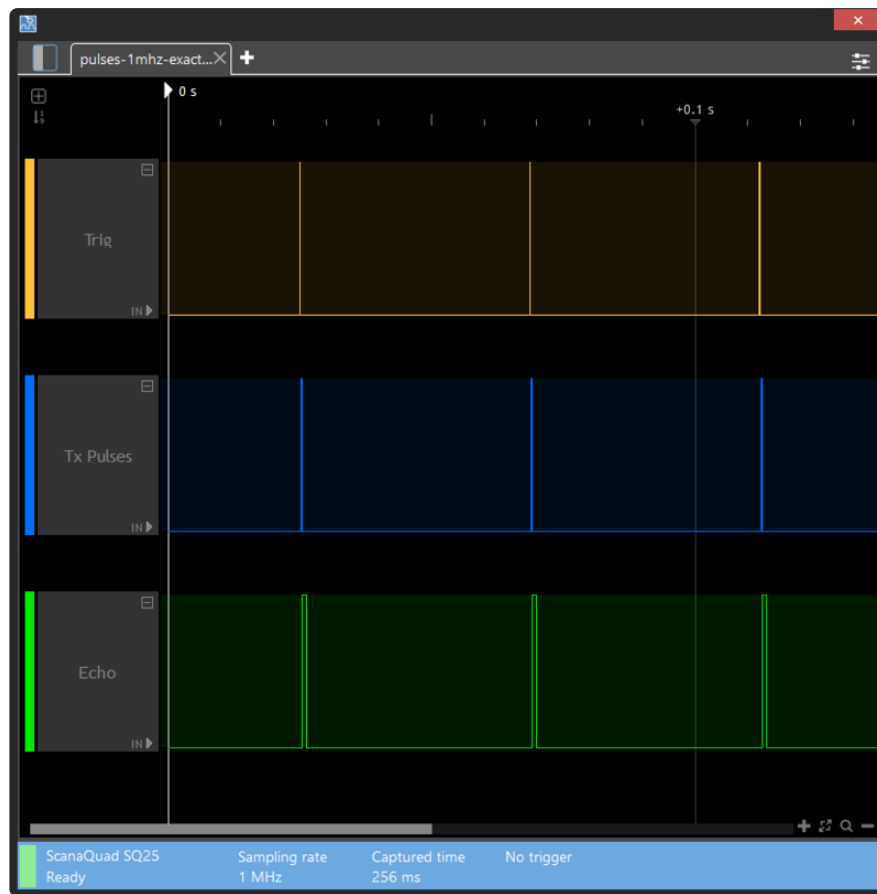 pulses-1mhz-exact...
0 s
+0.1 s
Trig
IN
Tx Pulses
IN
Echo
IN
ScanaQuad SQ25 Sampling rate Captured time No trigger
Ready 1 MHz 256 ms